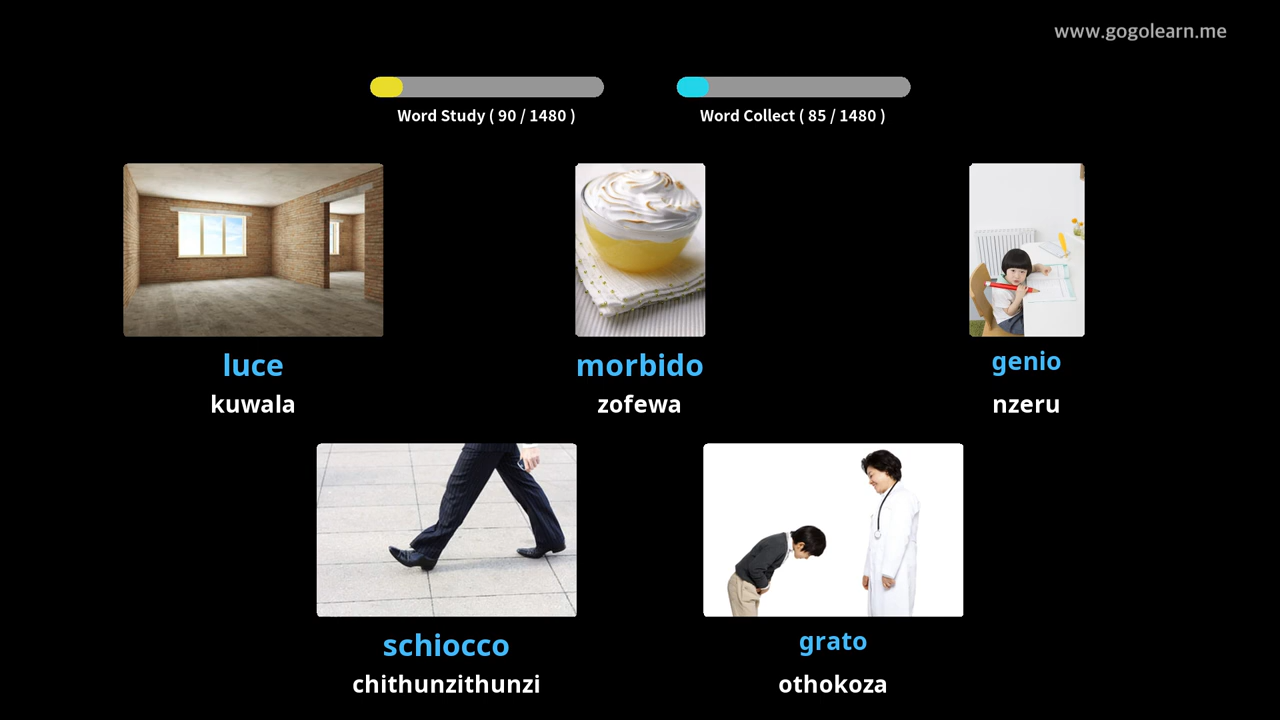 www.gogolearn.me
Word Study ( 90 / 1480 )
Word Collect ( 85 / 1480 )
luce
kuwala
morbido
zofewa
genio
nzeru
schiocco
chithunzithunzi
grato
othokoza